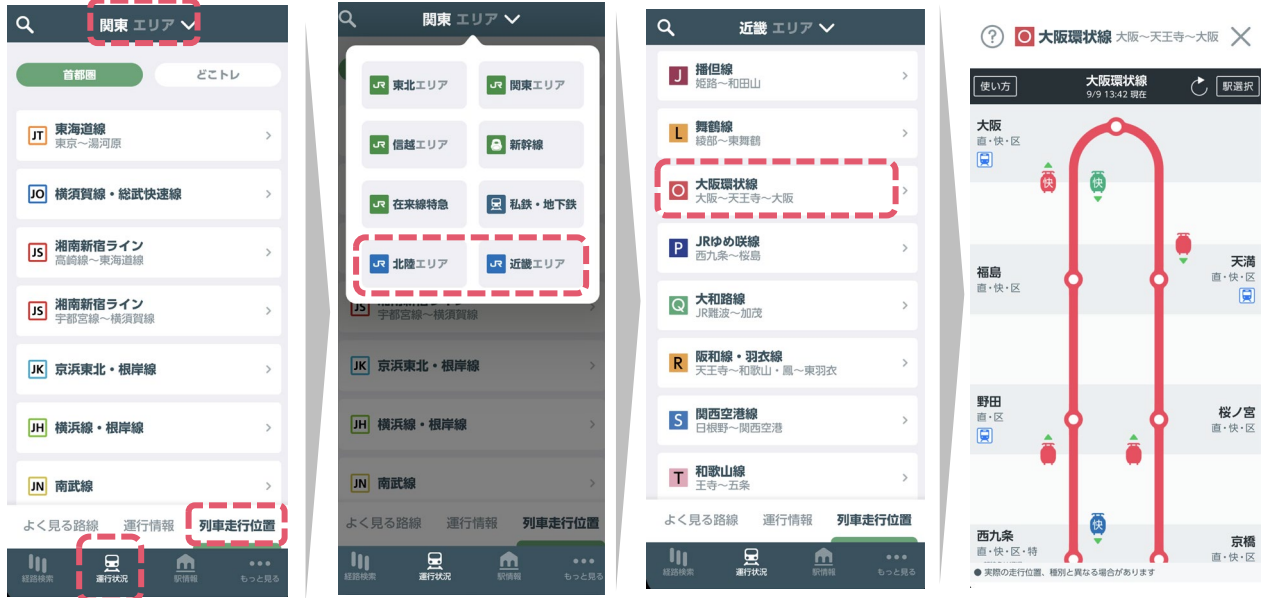 関東 エリア
首都圏
どこトレ
JT 東海道線
東京～湯河原
JO 横須賀線・総武快速線
JS 湘南新宿ライン
高崎線～東海道線
JS 湘南新宿ライン
宇都宮線～横須賀線
JK 京浜東北・根岸線
JH 横浜線・根岸線
JN 南武線
よく見る路線 運行情報 列車走行位置
経路検索 運行状況 駅情報 もっと見る
関東 エリア
JR 東北エリア
JR 関東エリア
JR 信越エリア
新幹線
JR 在来線特急
私鉄・地下鉄
JR 北陸エリア
JR 近畿エリア
JS 湘南新宿ライン
宇都宮線～横須賀線
JK 京浜東北・根岸線
JH 横浜線・根岸線
JN 南武線
よく見る路線 運行情報 列車走行位置
経路検索 運行状況 駅情報 もっと見る
近畿 エリア
J 播但線
姫路～和田山
L 舞鶴線
綾部～東舞鶴
O 大阪環状線
大阪～天王寺～大阪
P JRゆめ咲線
西九条～桜島
Q 大和路線
JR難波～加茂
R 阪和線・羽衣線
天王寺～和歌山・鳳～東羽衣
S 関西空港線
日根野～関西空港
T 和歌山線
王寺～五条
よく見る路線 運行情報 列車走行位置
経路検索 運行状況 駅情報 もっと見る
? O 大阪環状線 大阪～天王寺～大阪
使い方
大阪環状線
9/9 13:42 現在
駅選択
大阪
直・快・区
快
快
天満
直・快・区
福島
直・快・区
野田
直・区
桜ノ宮
直・快・区
快
西九条
直・快・区・特
京橋
直・快・区
● 実際の走行位置、種別と異なる場合があります